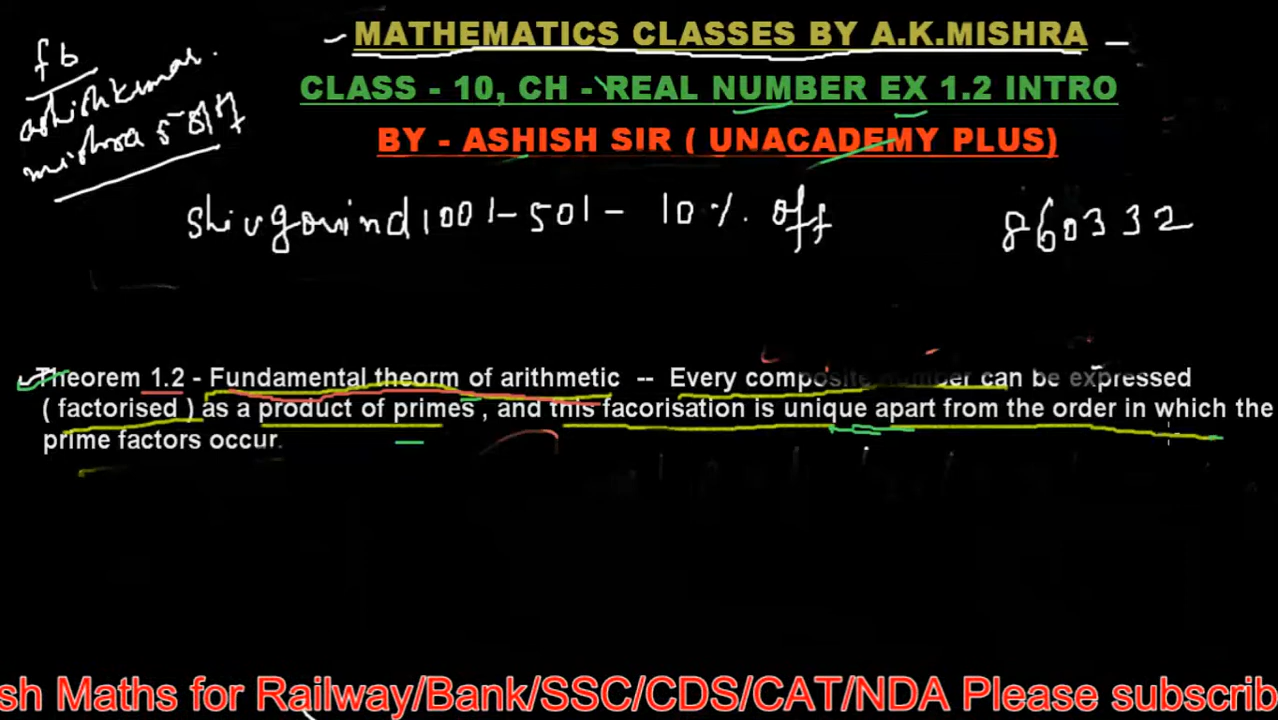 MATHEMATICS CLASSES BY A.K.MISHRA
CLASS - 10, CH - REAL NUMBER EX 1.2 INTRO
BY - ASHISH SIR ( UNACADEMY PLUS)
fb
ashishkumar.
mishra
shivgovind1001-501- 10% off
860332
Theorem 1.2 - Fundamental theorm of arithmetic -- Every composite number can be expressed
( factorised ) as a product of primes , and this facorisation is unique apart from the order in which the
prime factors occur.
sh Maths for Railway/Bank/SSC/CDS/CAT/NDA Please subscrib